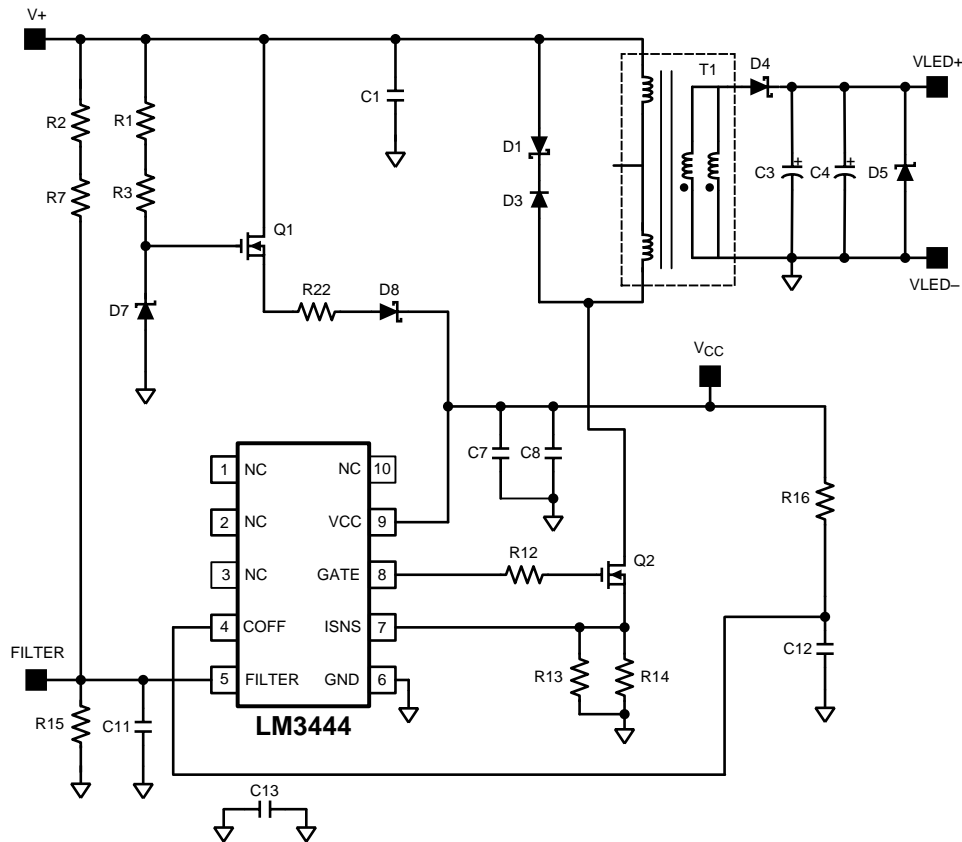 V+
T1
D4
VLED+
R2
R1
C1
D1
R7
R3
D3
C3
+
C4
+
D5
Q1
VLED–
R22
D8
D7
VCC
1 NC
NC 10
C7
C8
R16
2 NC
VCC 9
R12
Q2
3 NC
GATE 8
4 COFF
ISNS 7
C12
FILTER
R13
R14
5 FILTER
GND 6
R15
C11
LM3444
C13